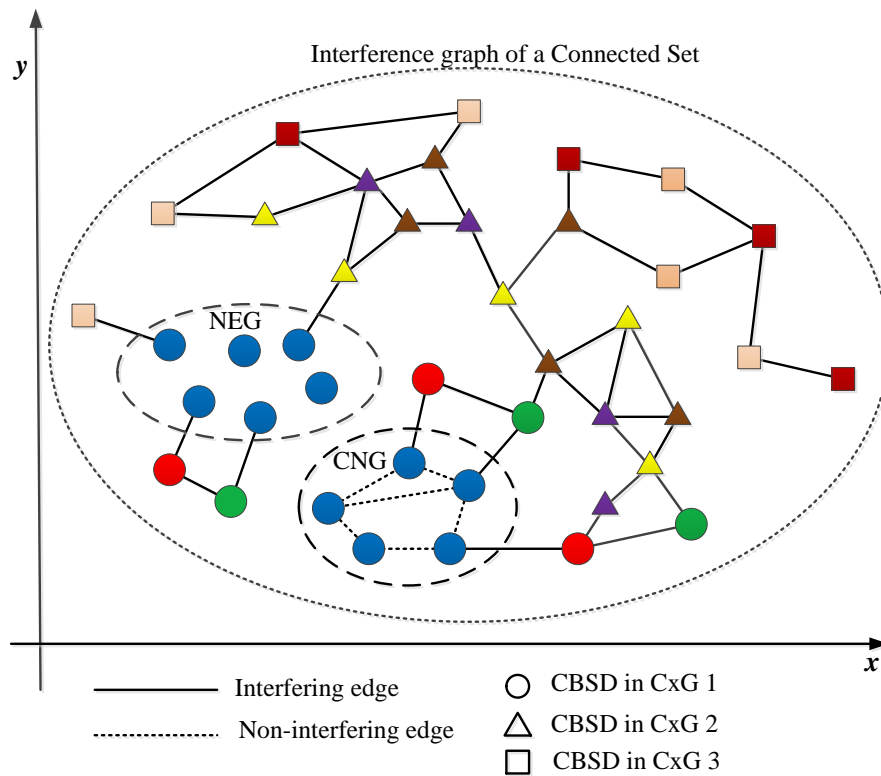 Interference graph of a Connected Set
y
NEG
CNG
x
Interfering edge
CBSD in CxG 1
Non-interfering edge
CBSD in CxG 2
CBSD in CxG 3